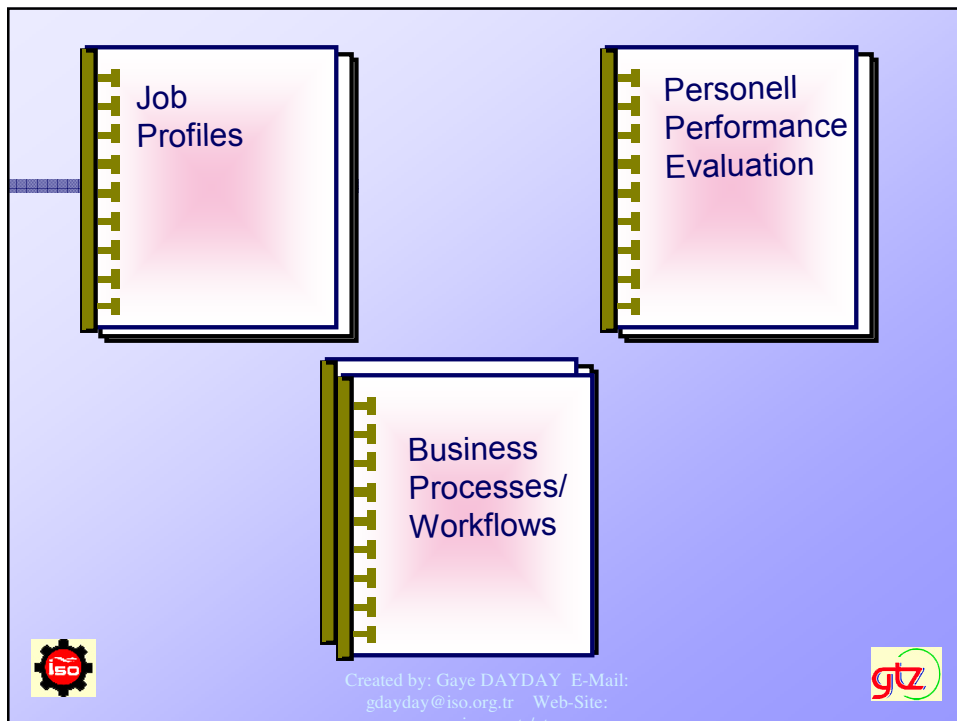 Job
Profiles
Personell
Performance
Evaluation
Business
Processes/
Workflows
iso
gtz
Created by: Gaye DAYDAY E-Mail:
gdayday@iso.org.tr Web-Site: